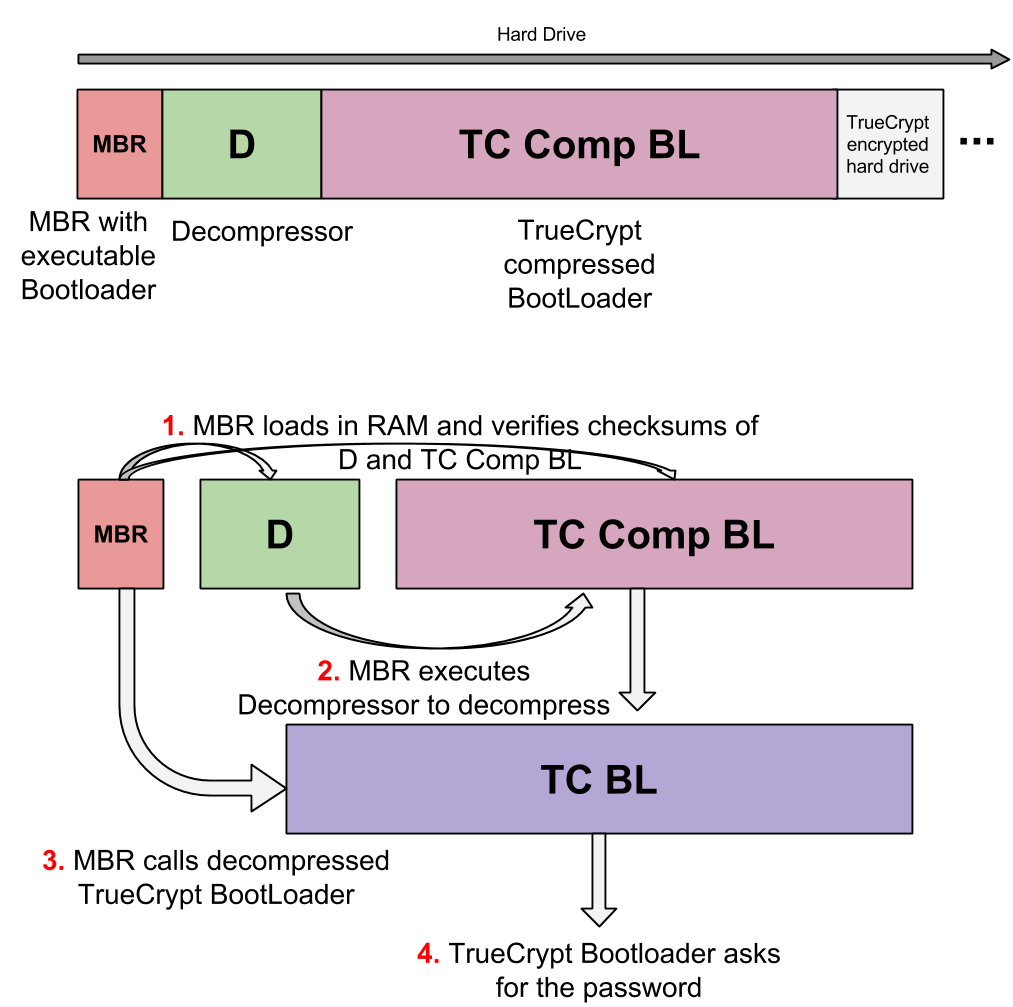 Hard Drive
MBR
D
TC Comp BL
TrueCrypt
encrypted
hard drive
...
MBR with
executable
Bootloader
Decompressor
TrueCrypt
compressed
BootLoader
1. MBR loads in RAM and verifies checksums of
D and TC Comp BL
MBR
D
TC Comp BL
2. MBR executes
Decompressor to decompress
TC BL
3. MBR calls decompressed
TrueCrypt BootLoader
4. TrueCrypt Bootloader asks
for the password